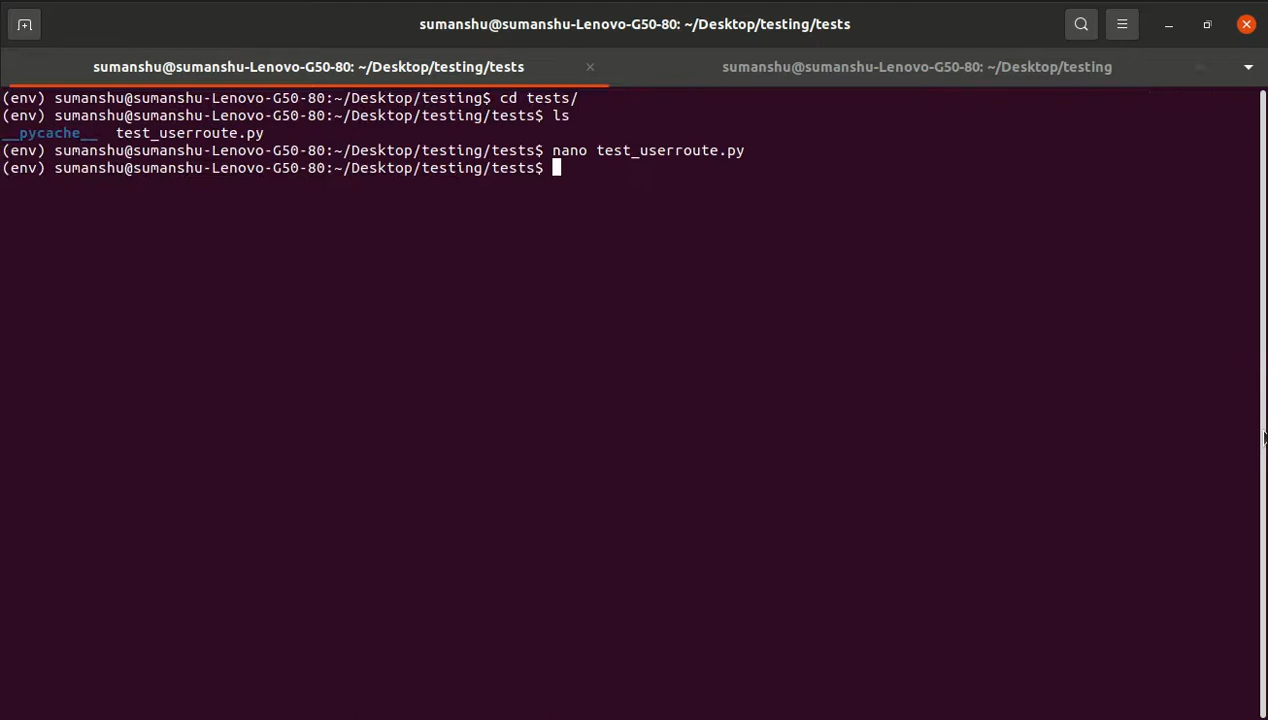 sumanshu@sumanshu-Lenovo-G50-80: ~/Desktop/testing/tests
sumanshu@sumanshu-Lenovo-G50-80: ~/Desktop/testing/tests
sumanshu@sumanshu-Lenovo-G50-80: ~/Desktop/testing
(env) sumanshu@sumanshu-Lenovo-G50-80:~/Desktop/testing$ cd tests/
(env) sumanshu@sumanshu-Lenovo-G50-80:~/Desktop/testing/tests$ ls
__pycache__  test_userroute.py
(env) sumanshu@sumanshu-Lenovo-G50-80:~/Desktop/testing/tests$ nano test_userroute.py
(env) sumanshu@sumanshu-Lenovo-G50-80:~/Desktop/testing/tests$